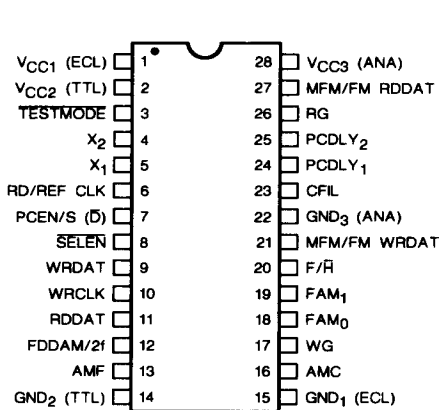 VCC1 (ECL) 1 28 VCC3 (ANA)
VCC2 (TTL) 2 27 MFM/FM RDDAT
T̅E̅S̅T̅M̅O̅D̅E̅ 3 26 RG
X2 4 25 PCDLY2
X1 5 24 PCDLY1
RD/REF CLK 6 23 CFIL
PCEN/S (D̅) 7 22 GND3 (ANA)
S̅E̅L̅E̅N̅ 8 21 MFM/FM WRDAT
WRDAT 9 20 F/H̅
WRCLK 10 19 FAM1
RDDAT 11 18 FAM0
FDDAM/2f 12 17 WG
AMF 13 16 AMC
GND2 (TTL) 14 15 GND1 (ECL)